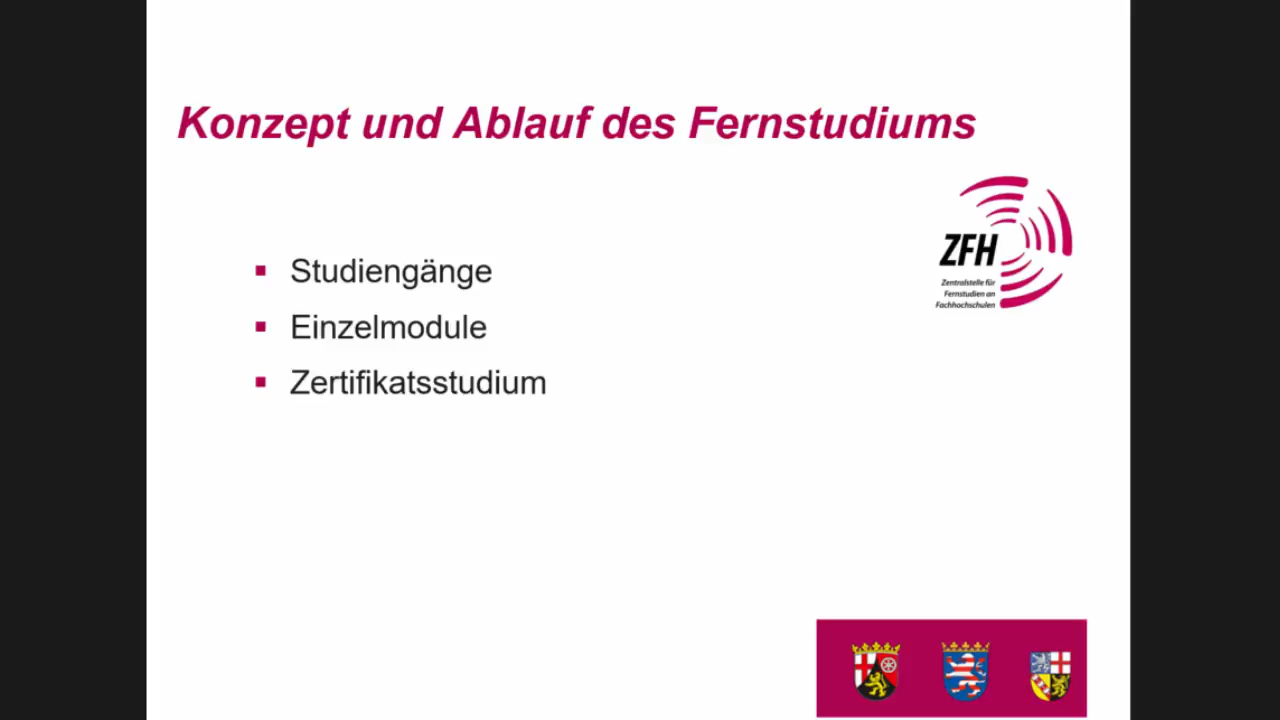 Konzept und Ablauf des Fernstudiums
Studiengänge
Einzelmodule
Zertifikatsstudium
ZFH
Zentralstelle für
Fernstudien an
Fachhochschulen